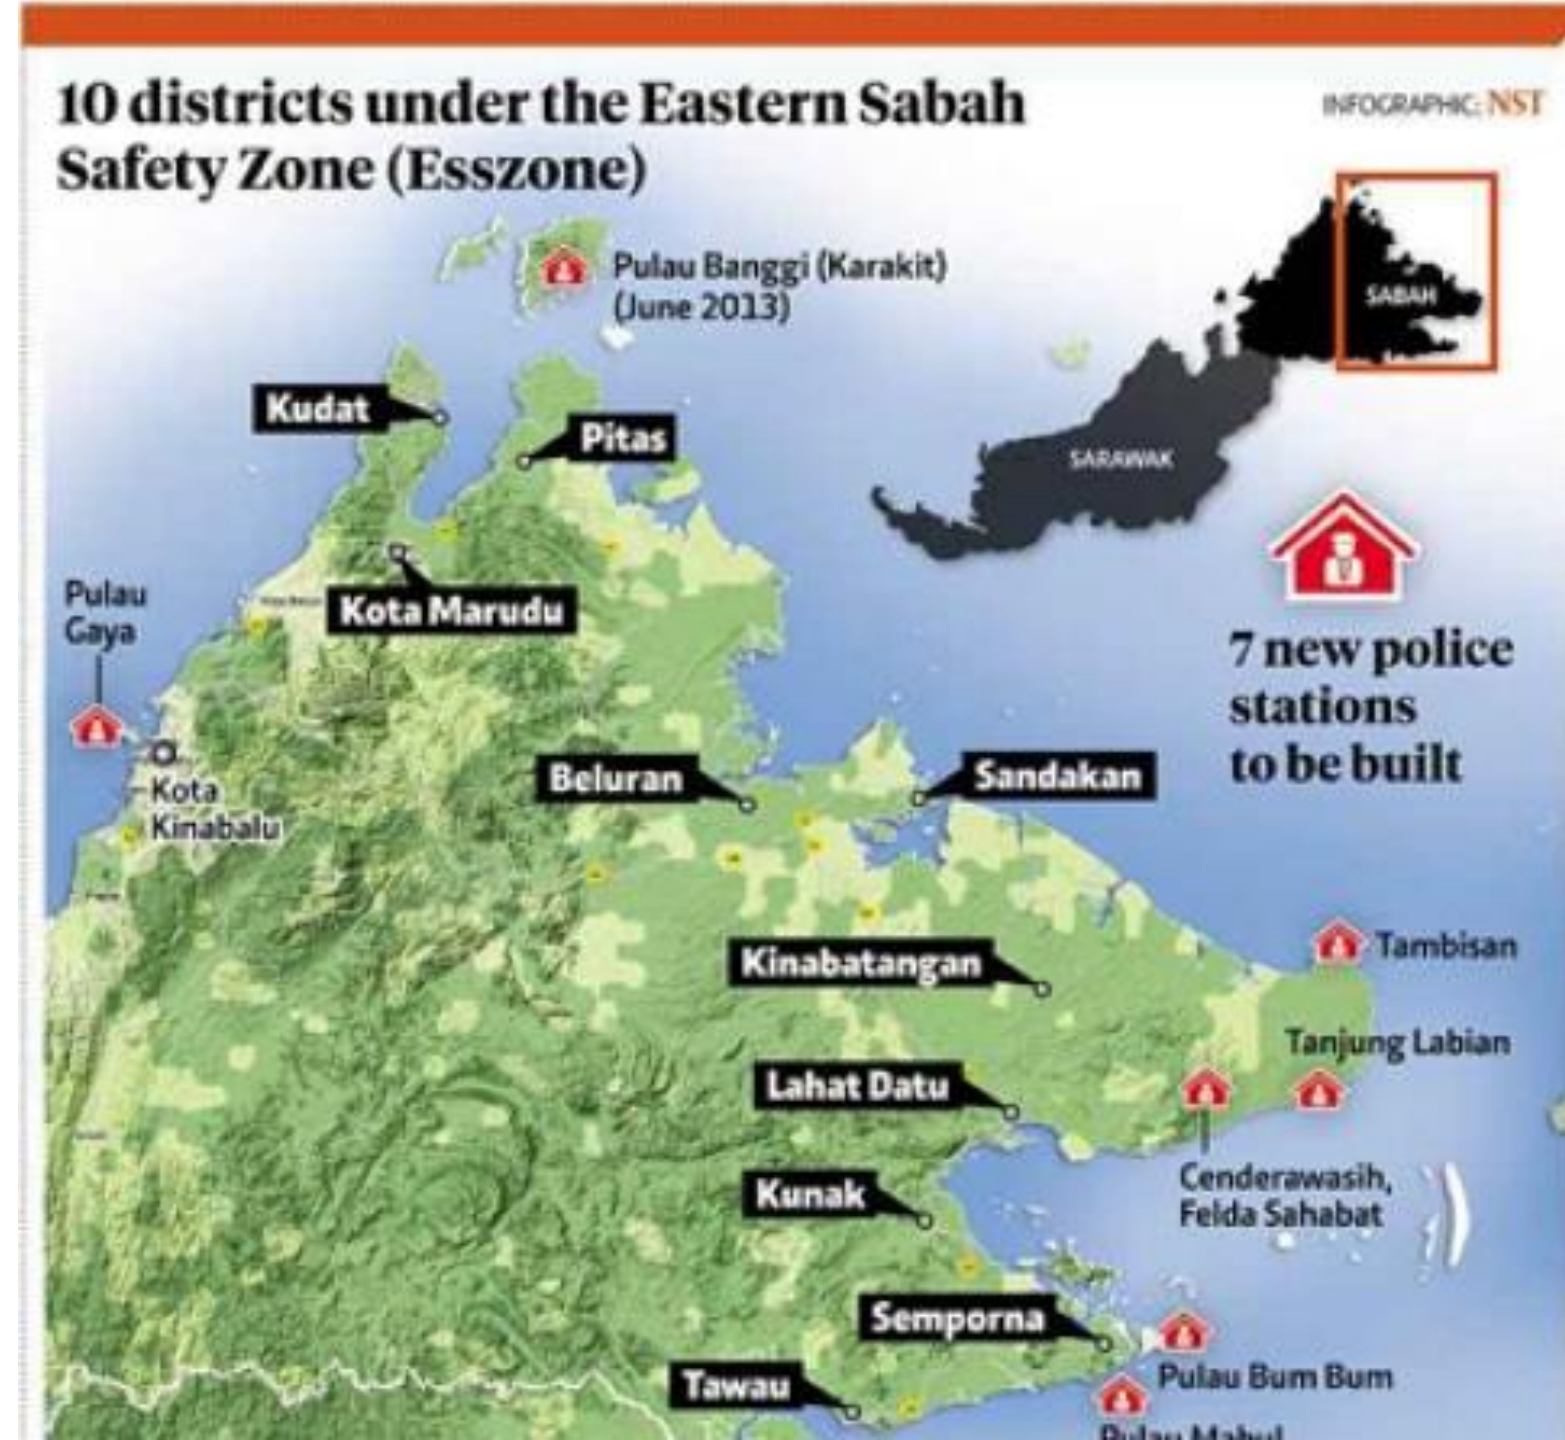 10 districts under the Eastern Sabah
Safety Zone (Esszone)
INFOGRAPHIC: NST
Pulau Banggi (Karakit)
(June 2013)
SABAH
SARAWAK
Kudat
Pitas
Kota Marudu
Pulau
Gaya
7 new police
stations
to be built
Kota
Kinabalu
Beluran
Sandakan
Kinabatangan
Tambisan
Tanjung Labian
Lahat Datu
Cenderawasih,
Felda Sahabat
Kunak
Semporna
Pulau Bum Bum
Tawau
Pulau Mabul